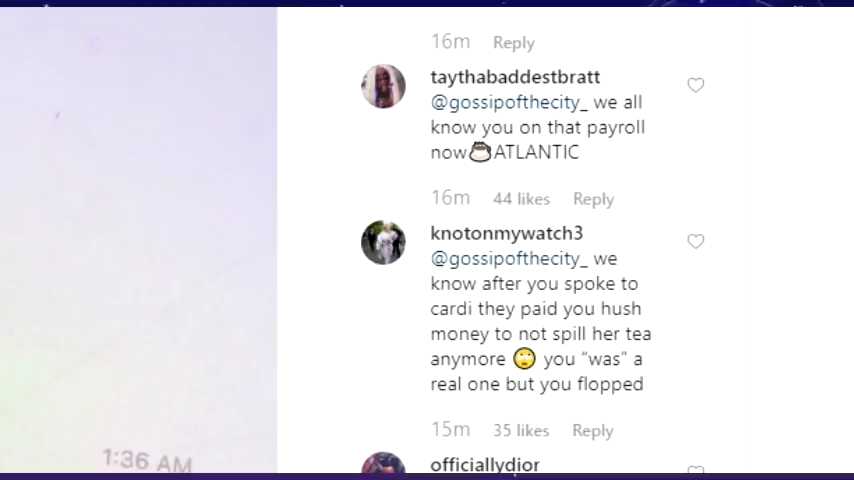 16m Reply
taythabaddestbratt
@gossipofthecity_ we all
know you on that payroll
now☕ATLANTIC
16m 44 likes Reply
knotonmywatch3
@gossipofthecity_ we
know after you spoke to
cardi they paid you hush
money to not spill her tea
anymore 🙄 you “was” a
real one but you flopped
15m 35 likes Reply
1:36 AM
officiallydior